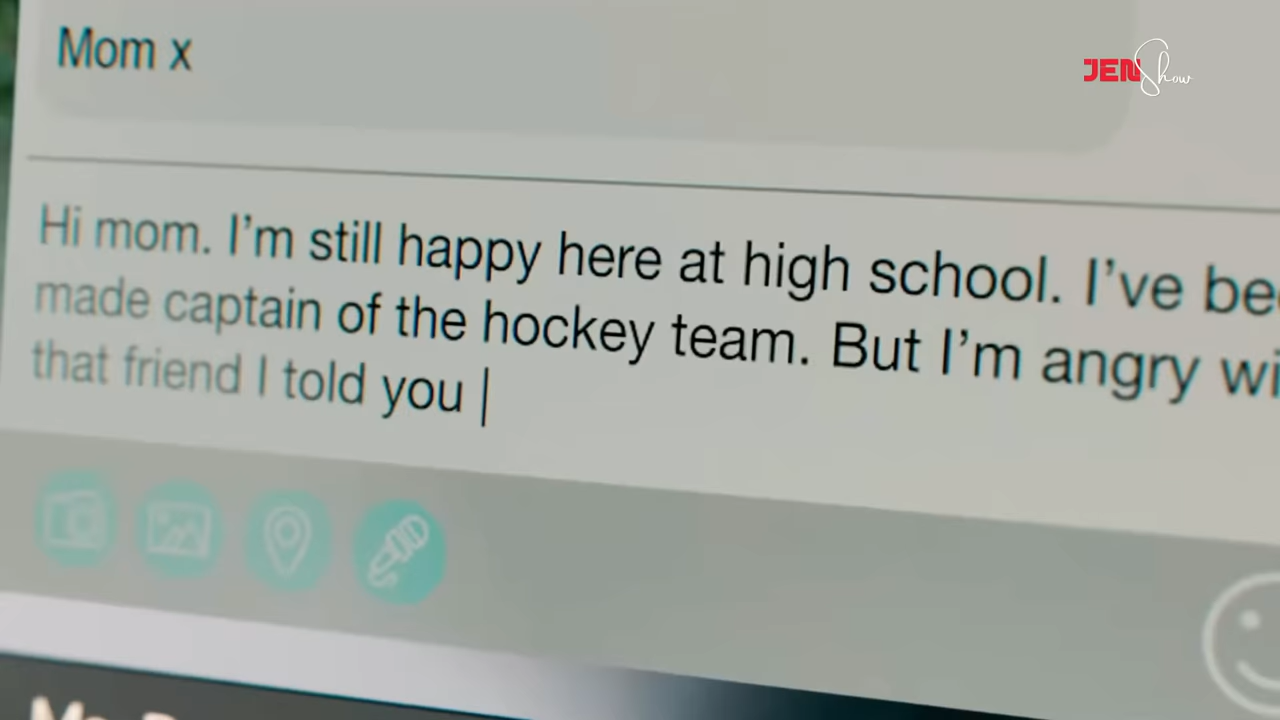 Mom x
JEN Show
Hi mom. I'm still happy here at high school. I've be
made captain of the hockey team. But I'm angry wi
that friend I told you